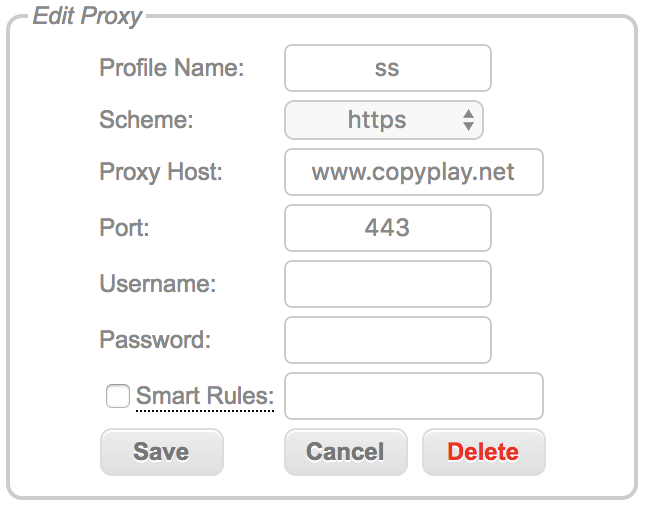 Edit Proxy
Profile Name: ss
Scheme: https
Proxy Host: www.copyplay.net
Port: 443
Username:
Password:
Smart Rules:
Save Cancel Delete